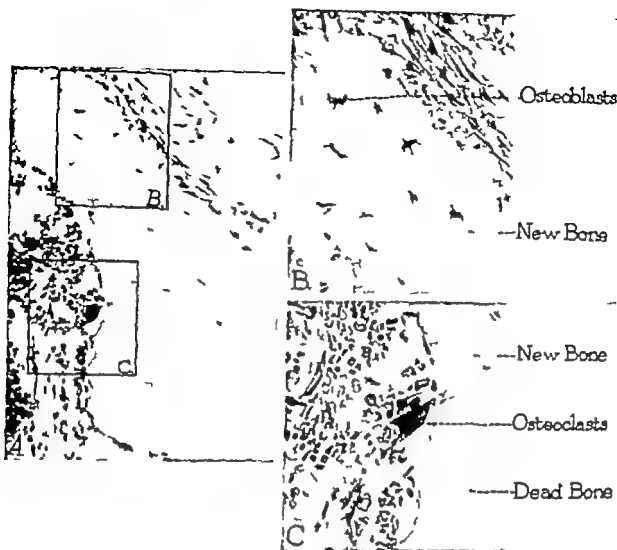 Osteoblasts
B.
New Bone
B.
C
New Bone
Osteoclasts
A
Dead Bone
C